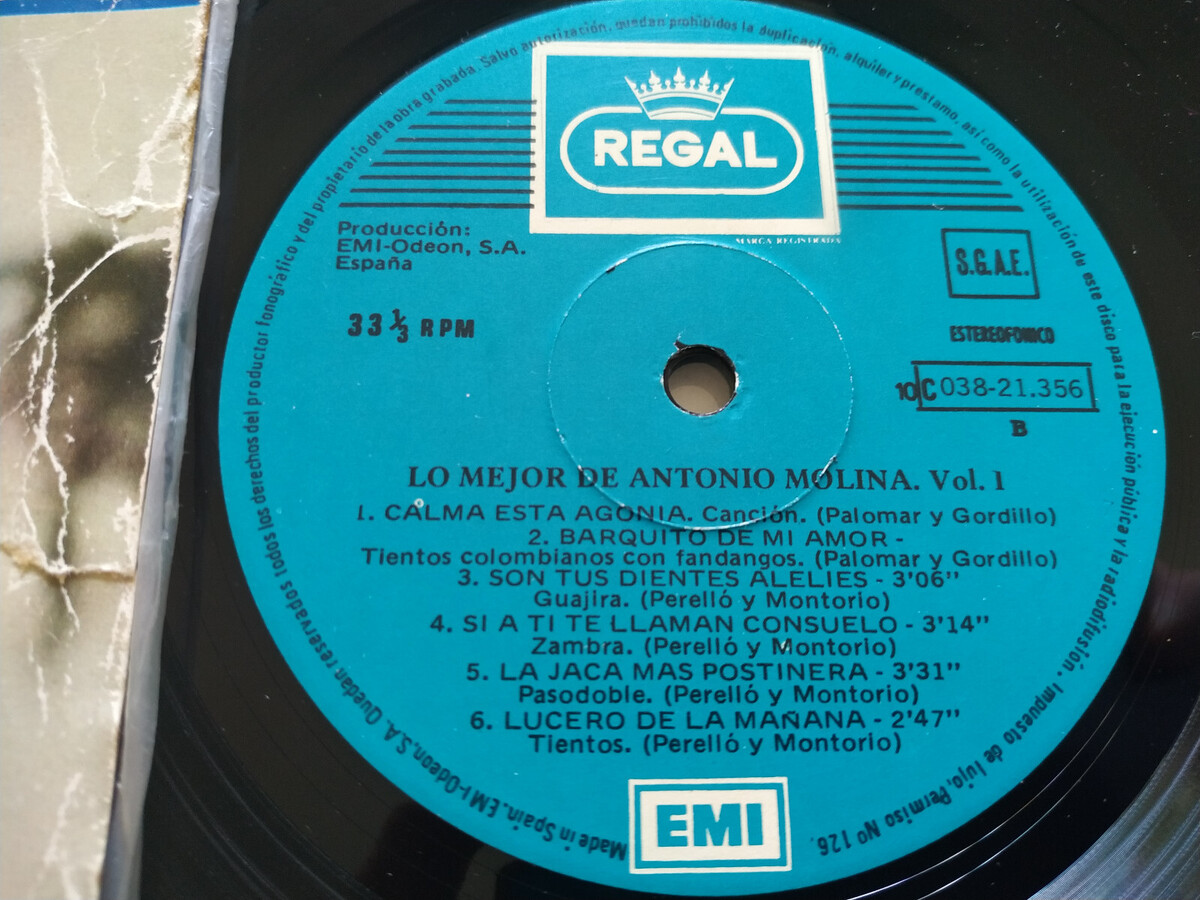 Quedan reservados todos los derechos del productor fonográfico y del propietario de la obra grabada. Salvo autorización, quedan prohibidos la duplicación, alquiler y préstamo, así como la utilización de este disco para la ejecución pública y la radiodifusión. Impuesto de lujo, Permiso Nº 126.
REGAL
MARCA REGISTRADA
Producción:
EMI-Odeon, S.A.
España
S.G.A.E.
33 1/3 RPM
ESTEREOFONICO
10C 038-21.356
B
LO MEJOR DE ANTONIO MOLINA. Vol. 1
1. CALMA ESTA AGONIA. Canción. (Palomar y Gordillo)
2. BARQUITO DE MI AMOR -
Tientos colombianos con fandangos. (Palomar y Gordillo)
3. SON TUS DIENTES ALELIES - 3'06''
Guajira. (Perelló y Montorio)
4. SI A TI TE LLAMAN CONSUELO - 3'14''
Zambra. (Perelló y Montorio)
5. LA JACA MAS POSTINERA - 3'31''
Pasodoble. (Perelló y Montorio)
6. LUCERO DE LA MAÑANA - 2'47''
Tientos. (Perelló y Montorio)
EMI
Made in Spain. EMI-Odeon, S.A.